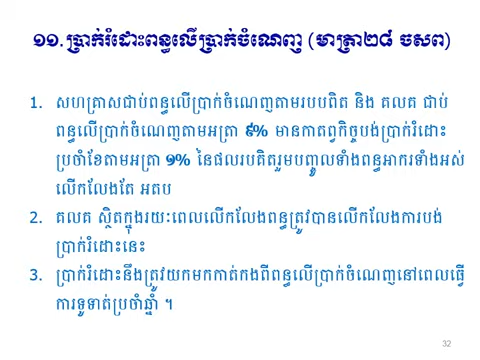 ១១.ប្រាក់រំដោះពន្ធលើប្រាក់ចំណេញ (មាត្រា២៨ ចសព)
1. សហគ្រាសជាប់ពន្ធលើប្រាក់ចំណេញតាមរបបពិត និង គលគ ជាប់
ពន្ធលើប្រាក់ចំណេញតាមអត្រា ៩% មានកាតព្វកិច្ចបង់ប្រាក់រំដោះ
ប្រចាំខែតាមអត្រា ១% នៃផលរបគិតរួមបញ្ចូលទាំងពន្ធអាករទាំងអស់
លើកលែងតែ អតប
2. គលគ ស្ថិតក្នុងរយៈពេលលើកលែងពន្ធត្រូវបានលើកលែងការបង់
ប្រាក់រំដោះនេះ
3. ប្រាក់រំដោះនឹងត្រូវយកមកកាត់កងពីពន្ធលើប្រាក់ចំណេញនៅពេលធ្វើ
ការទូទាត់ប្រចាំឆ្នាំ ។
32